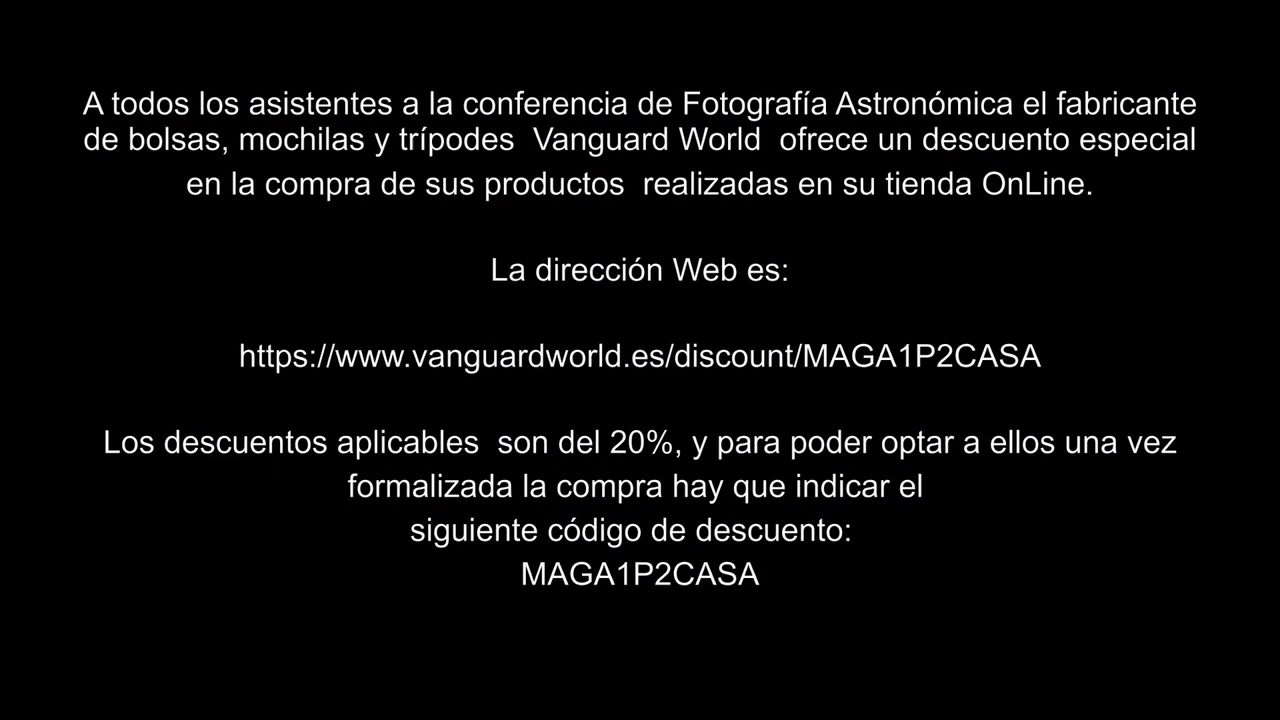 A todos los asistentes a la conferencia de Fotografía Astronómica el fabricante
de bolsas, mochilas y trípodes  Vanguard World  ofrece un descuento especial
en la compra de sus productos  realizadas en su tienda OnLine.
La dirección Web es:
https://www.vanguardworld.es/discount/MAGA1P2CASA
Los descuentos aplicables  son del 20%, y para poder optar a ellos una vez
formalizada la compra hay que indicar el
siguiente código de descuento:
MAGA1P2CASA